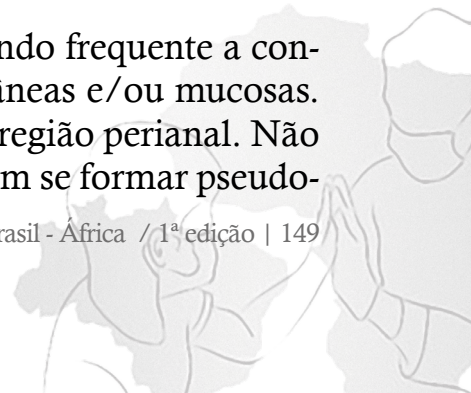 ndo frequente a con-
âneas e/ou mucosas.
região perianal. Não
m se formar pseudo-
rasil - África / 1ª edição | 149